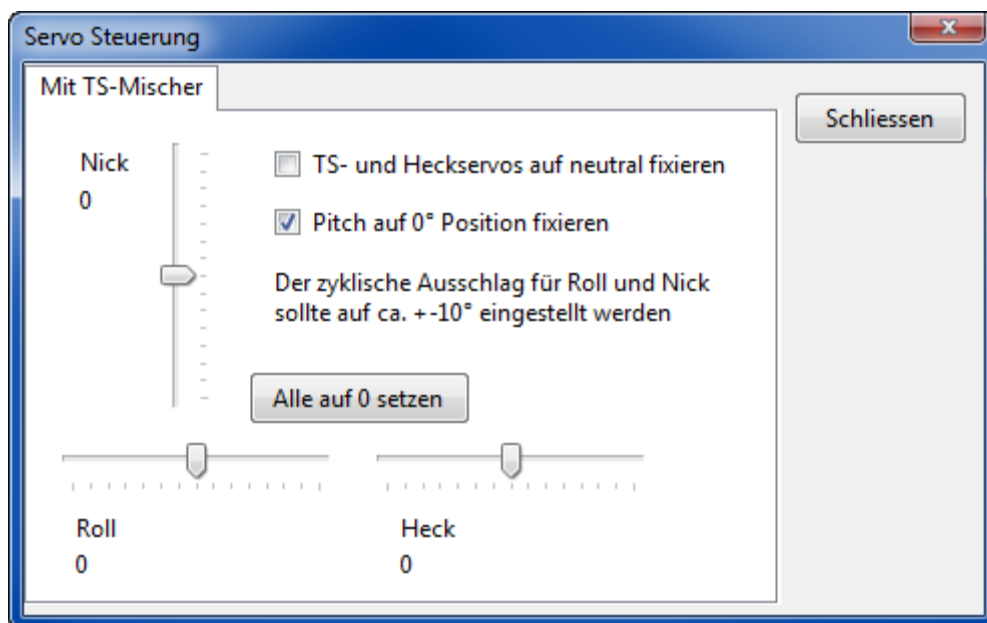 Servo Steuerung
Mit TS-Mischer
Schliessen
Nick
0
TS- und Heckservos auf neutral fixieren
Pitch auf 0° Position fixieren
Der zyklische Ausschlag für Roll und Nick
sollte auf ca. +-10° eingestellt werden
Alle auf 0 setzen
Roll
0
Heck
0